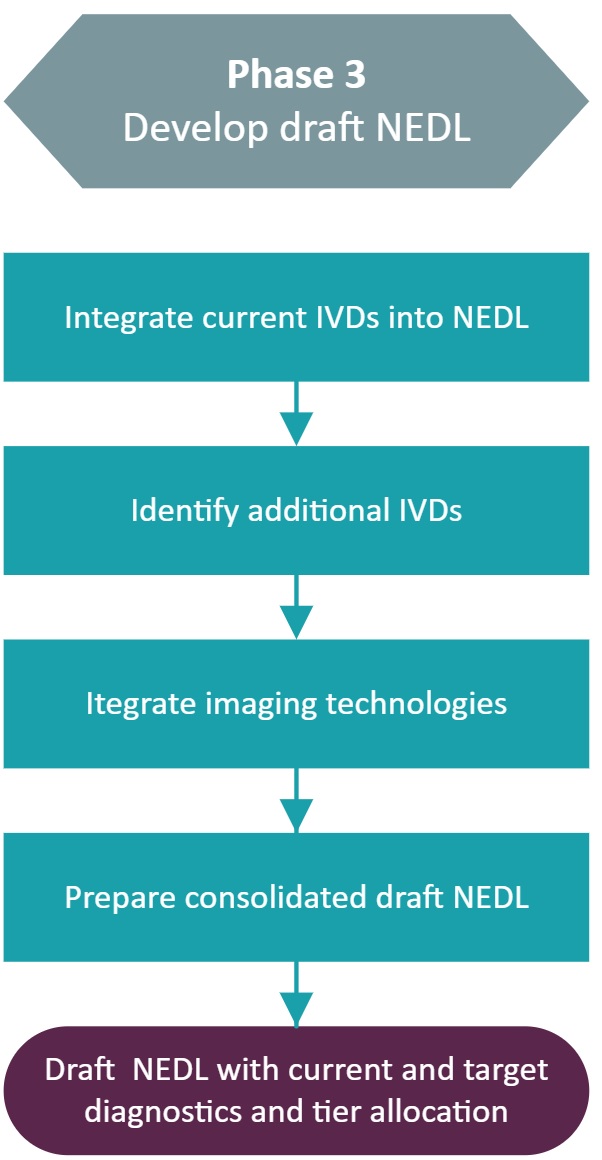 Phase 3
Develop draft NEDL
Integrate current IVDs into NEDL
Identify additional IVDs
Itegrate imaging technologies
Prepare consolidated draft NEDL
Draft  NEDL with current and target
diagnostics and tier allocation